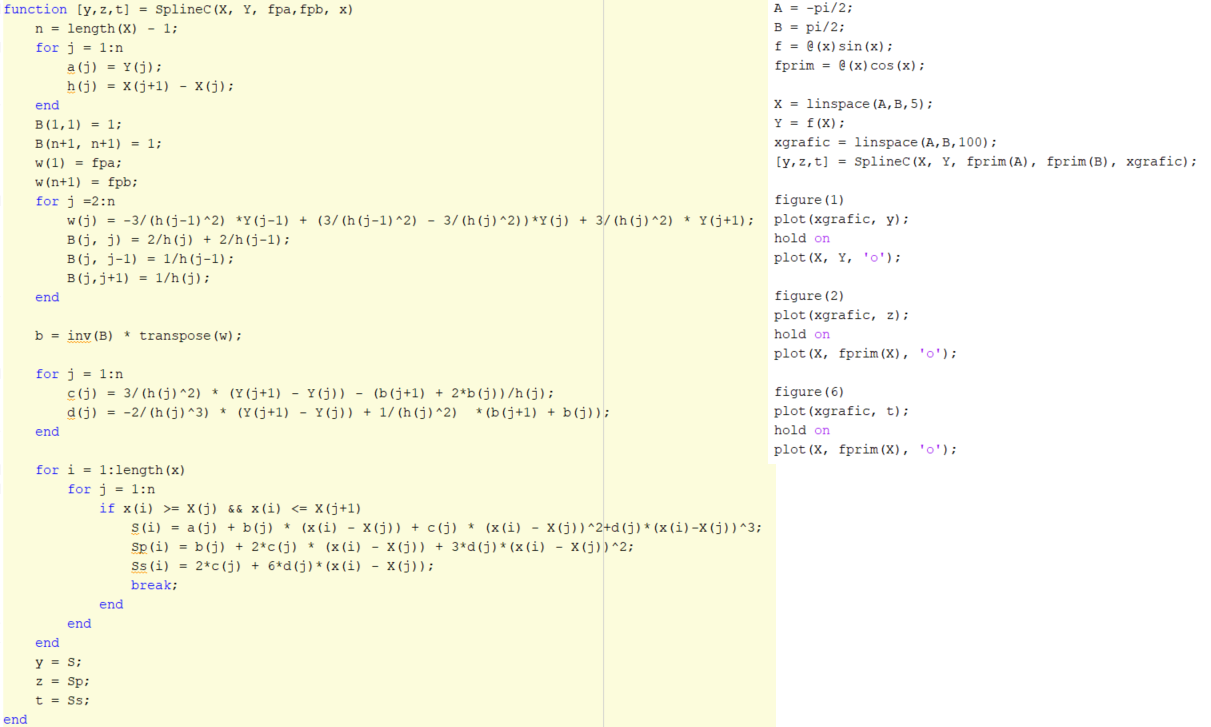 function [y,z,t] = SplineC(X, Y, fpa,fpb, x)
n = length(X) - 1;
for j = 1:n
a(j) = Y(j);
h(j) = X(j+1) - X(j);
end
B(1,1) = 1;
B(n+1, n+1) = 1;
w(1) = fpa;
w(n+1) = fpb;
for j =2:n
w(j) = -3/(h(j-1)^2) *Y(j-1) + (3/(h(j-1)^2) - 3/(h(j)^2))*Y(j) + 3/(h(j)^2) * Y(j+1);
B(j, j) = 2/h(j) + 2/h(j-1);
B(j, j-1) = 1/h(j-1);
B(j,j+1) = 1/h(j);
end
b = inv(B) * transpose(w);
for j = 1:n
c(j) = 3/(h(j)^2) * (Y(j+1) - Y(j)) - (b(j+1) + 2*b(j))/h(j);
d(j) = -2/(h(j)^3) * (Y(j+1) - Y(j)) + 1/(h(j)^2)  *(b(j+1) + b(j));
end
for i = 1:length(x)
for j = 1:n
if x(i) >= X(j) && x(i) <= X(j+1)
S(i) = a(j) + b(j) * (x(i) - X(j)) + c(j) * (x(i) - X(j))^2+d(j)*(x(i)-X(j))^3;
Sp(i) = b(j) + 2*c(j) * (x(i) - X(j)) + 3*d(j)*(x(i) - X(j))^2;
Ss(i) = 2*c(j) + 6*d(j)*(x(i) - X(j));
break;
end
end
end
y = S;
z = Sp;
t = Ss;
end
A = -pi/2;
B = pi/2;
f = @(x)sin(x);
fprim = @(x)cos(x);
X = linspace(A,B,5);
Y = f(X);
xgrafic = linspace(A,B,100);
[y,z,t] = SplineC(X, Y, fprim(A), fprim(B), xgrafic);
figure(1)
plot(xgrafic, y);
hold on
plot(X, Y, 'o');
figure(2)
plot(xgrafic, z);
hold on
plot(X, fprim(X), 'o');
figure(6)
plot(xgrafic, t);
hold on
plot(X, fprim(X), 'o');